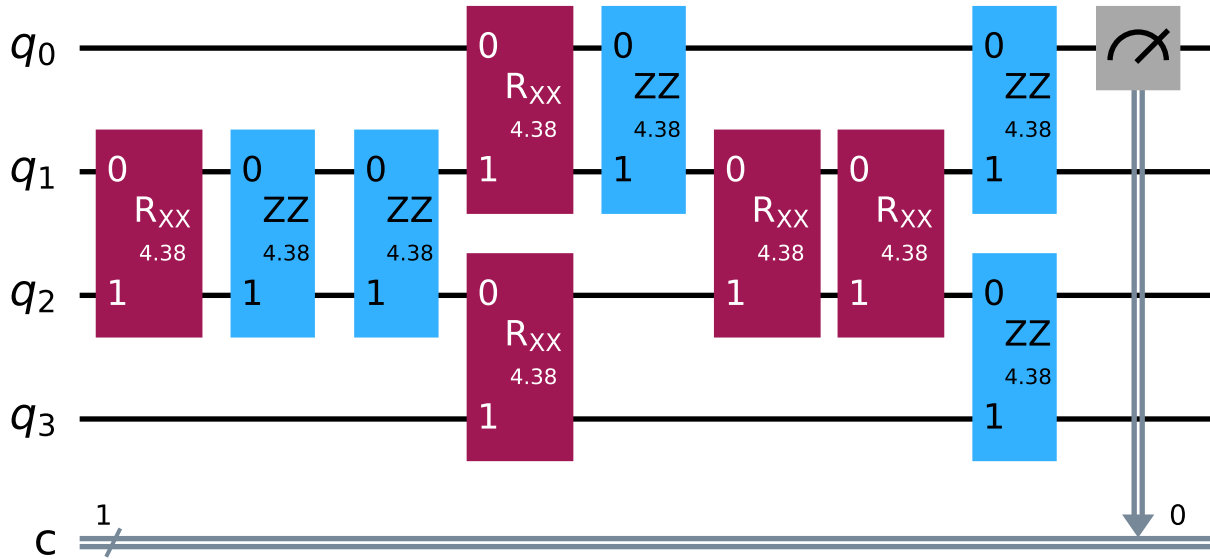 q0 0 0 0
RXX ZZ ZZ
4.38 4.38 4.38
q1 0 0 0 1 1 0 0 1
RXX ZZ ZZ RXX RXX
4.38 4.38 4.38 4.38 4.38
q2 1 1 1 0 1 1 0
RXX ZZ
4.38 4.38
q3 1 1
1 0
c